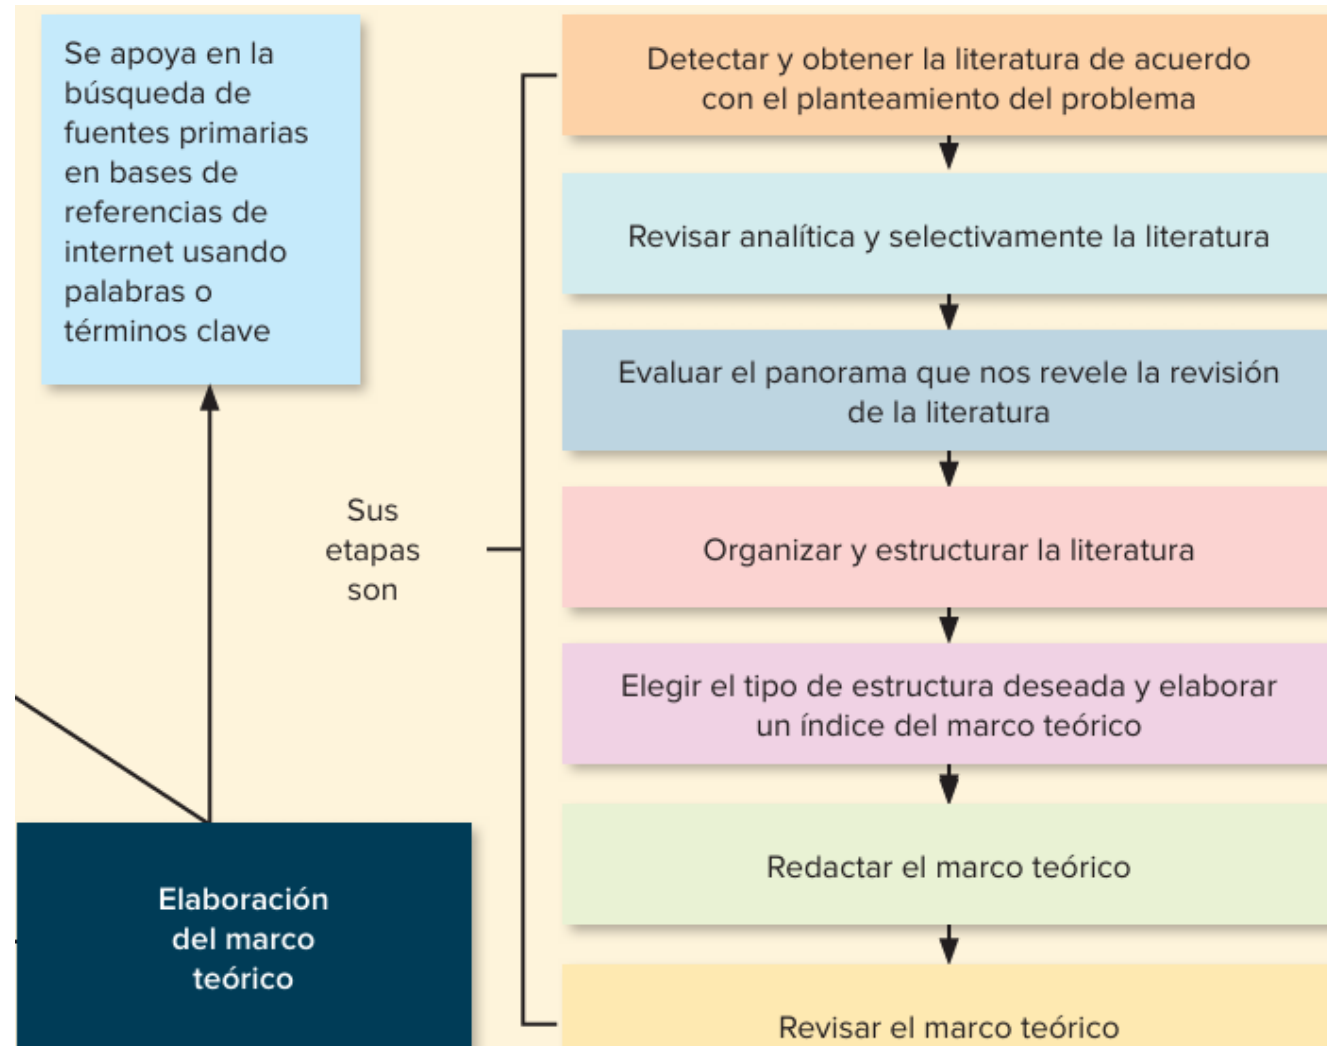 Se apoya en la
búsqueda de
fuentes primarias
en bases de
referencias de
internet usando
palabras o
términos clave
Elaboración
del marco
teórico
Sus
etapas
son
Detectar y obtener la literatura de acuerdo
con el planteamiento del problema
Revisar analítica y selectivamente la literatura
Evaluar el panorama que nos revele la revisión
de la literatura
Organizar y estructurar la literatura
Elegir el tipo de estructura deseada y elaborar
un índice del marco teórico
Redactar el marco teórico
Revisar el marco teórico